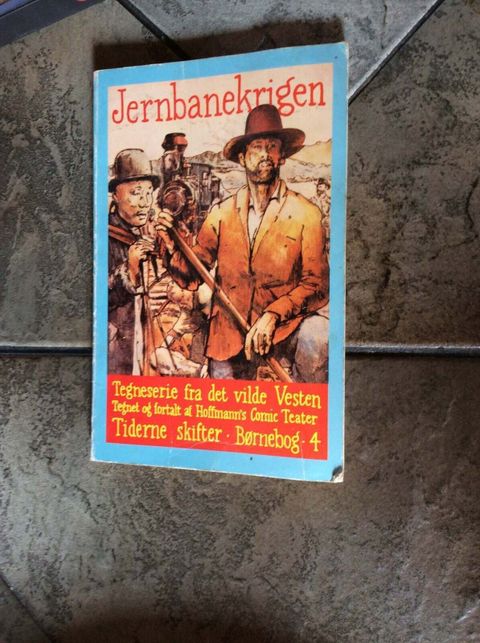 Jernbanekrigen
Tegneserie fra det vilde Vesten
Tegnet og fortalt af Hoffmann's Comic Teater
Tiderne skifter · Børnebog · 4